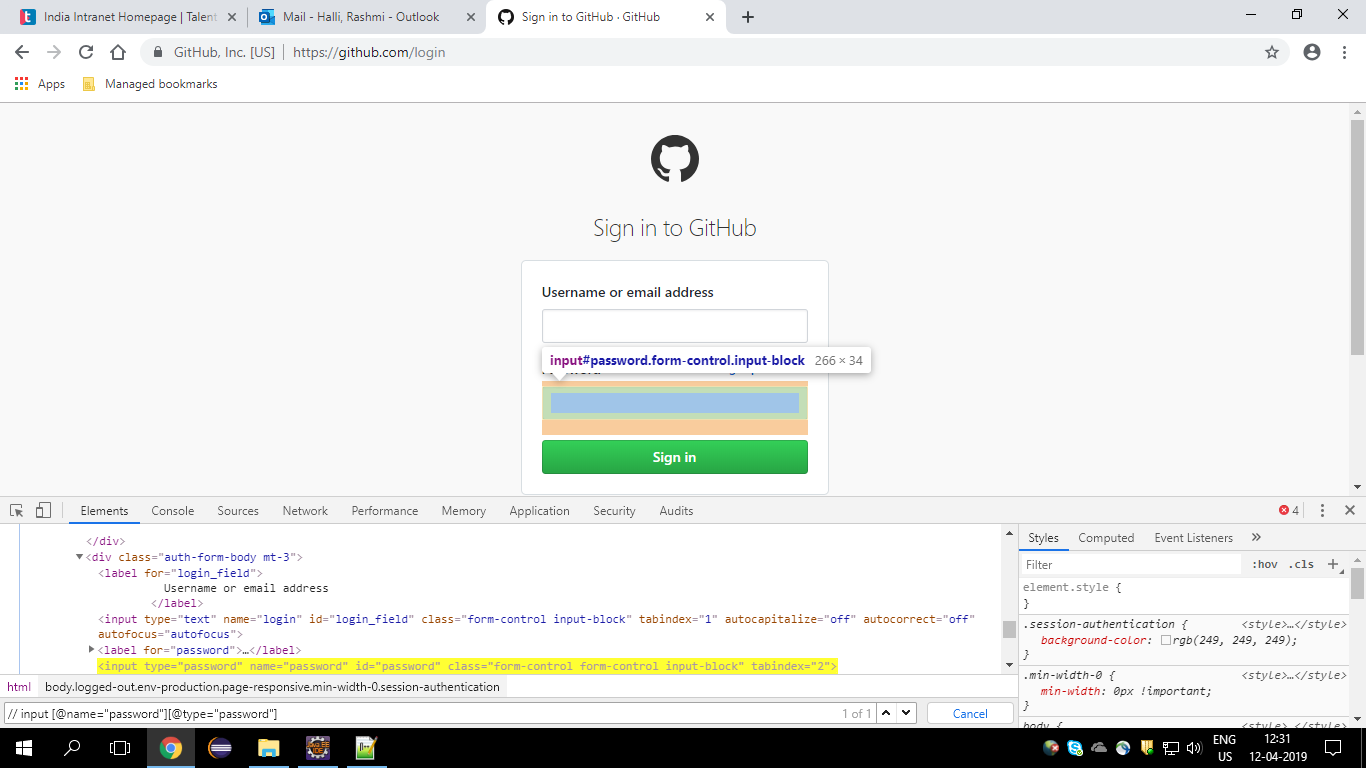 India Intranet Homepage | Talent
Mail - Halli, Rashmi - Outlook
Sign in to GitHub · GitHub
GitHub, Inc. [US]
https://github.com/login
Apps
Managed bookmarks
Sign in to GitHub
Username or email address
input#password.form-control.input-block 266 × 34
Sign in
Elements Console Sources Network Performance Memory Application Security Audits
4
</div>
<div class="auth-form-body mt-3">
<label for="login_field">
Username or email address
</label>
<input type="text" name="login" id="login_field" class="form-control input-block" tabindex="1" autocapitalize="off" autocorrect="off"
autofocus="autofocus">
<label for="password">…</label>
<input type="password" name="password" id="password" class="form-control form-control input-block" tabindex="2">
html body.logged-out.env-production.page-responsive.min-width-0.session-authentication
// input [@name="password"][@type="password"]
1 of 1
Cancel
Styles Computed Event Listeners »
Filter :hov .cls +
element.style {
}
.session-authentication { <style>…</style>
background-color: rgb(249, 249, 249);
}
.min-width-0 { <style>…</style>
min-width: 0px !important;
}
body { <style>…</style>
ENG
US
12:31
12-04-2019